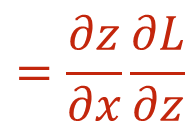 = ∂z/∂x ∂L/∂z